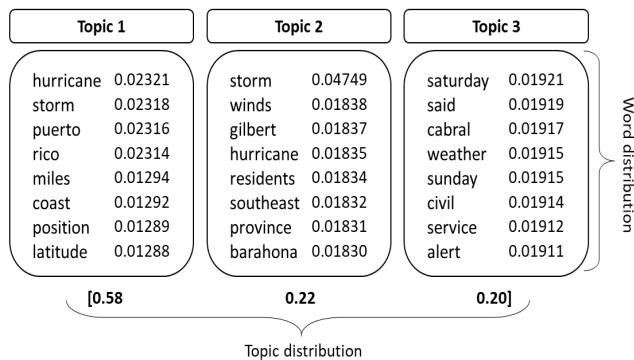 Topic 1
Topic 2
Topic 3
hurricane 0.02321
storm 0.02318
puerto 0.02316
rico 0.02314
miles 0.01294
coast 0.01292
position 0.01289
latitude 0.01288
storm 0.04749
winds 0.01838
gilbert 0.01837
hurricane 0.01835
residents 0.01834
southeast 0.01832
province 0.01831
barahona 0.01830
saturday 0.01921
said 0.01919
cabral 0.01917
weather 0.01915
sunday 0.01915
civil 0.01914
service 0.01912
alert 0.01911
Word distribution
[0.58 0.22 0.20]
Topic distribution